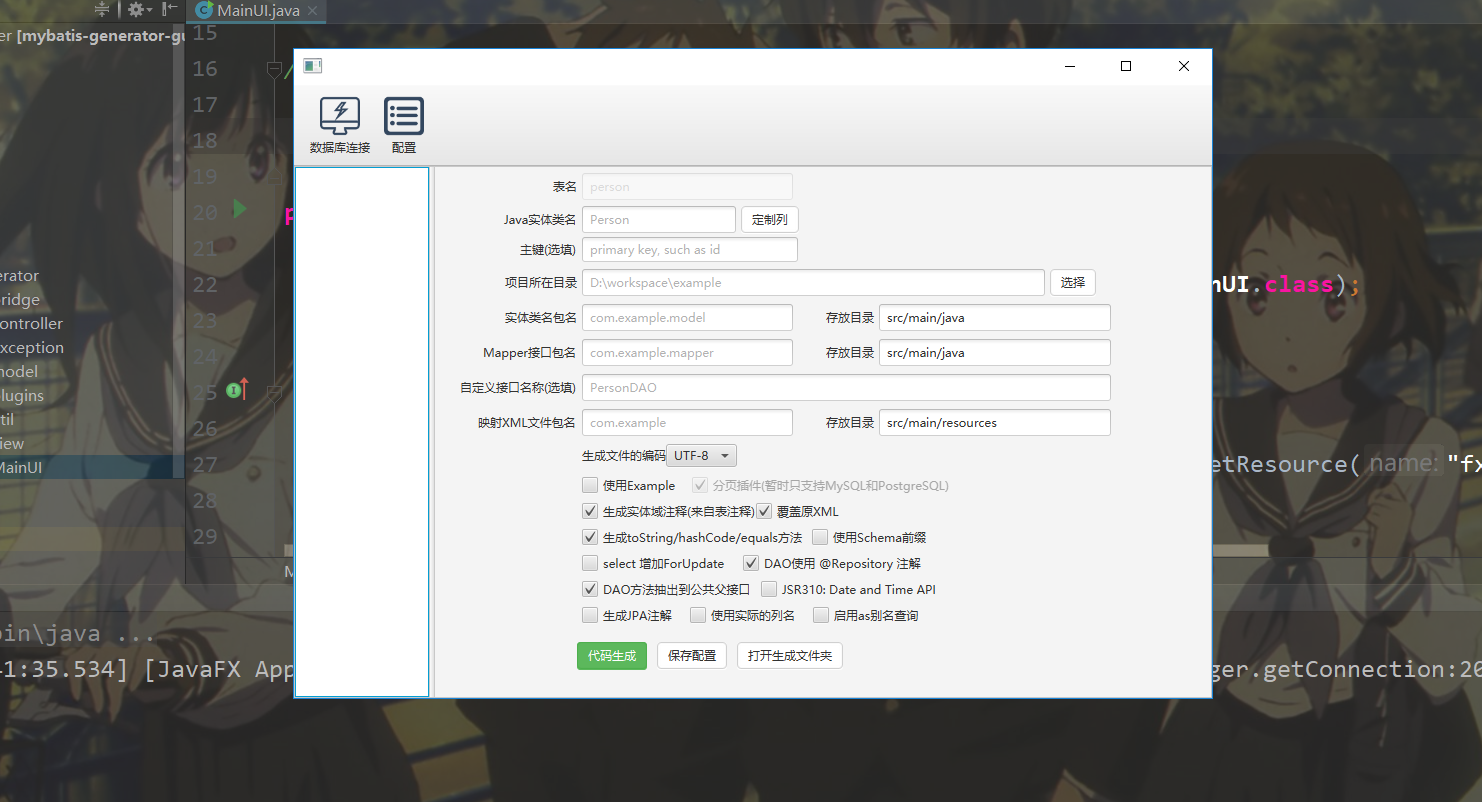 MainUI.java
er [mybatis-generator-gu
15
16
17
18
19
20
21
22
23
24
25
26
27
28
29
p
nUI.class);
etResource( name: "fx
erator
ridge
ontroller
xception
model
lugins
til
iew
MainUI
M
in\java ...
1:35.534] [JavaFX App
ger.getConnection:20
数据库连接 配置
表名 person
Java实体类名 Person 定制列
主键(选填) primary key, such as id
项目所在目录 D:\workspace\example 选择
实体类名包名 com.example.model 存放目录 src/main/java
Mapper接口包名 com.example.mapper 存放目录 src/main/java
自定义接口名称(选填) PersonDAO
映射XML文件包名 com.example 存放目录 src/main/resources
生成文件的编码 UTF-8
使用Example 分页插件(暂时只支持MySQL和PostgreSQL)
生成实体域注释(来自表注释) 覆盖原XML
生成toString/hashCode/equals方法 使用Schema前缀
select 增加ForUpdate DAO使用 @Repository 注解
DAO方法抽出到公共父接口 JSR310: Date and Time API
生成JPA注解 使用实际的列名 启用as别名查询
代码生成 保存配置 打开生成文件夹